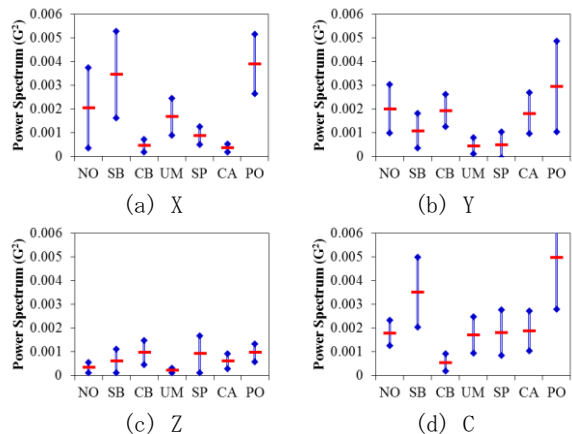 Power Spectrum (G²)
0.006
0.005
0.004
0.003
0.002
0.001
0
NO SB CB UM SP CA PO
(a) X
Power Spectrum (G²)
0.006
0.005
0.004
0.003
0.002
0.001
0
NO SB CB UM SP CA PO
(b) Y
Power Spectrum (G²)
0.006
0.005
0.004
0.003
0.002
0.001
0
NO SB CB UM SP CA PO
(c) Z
Power Spectrum (G²)
0.006
0.005
0.004
0.003
0.002
0.001
0
NO SB CB UM SP CA PO
(d) C